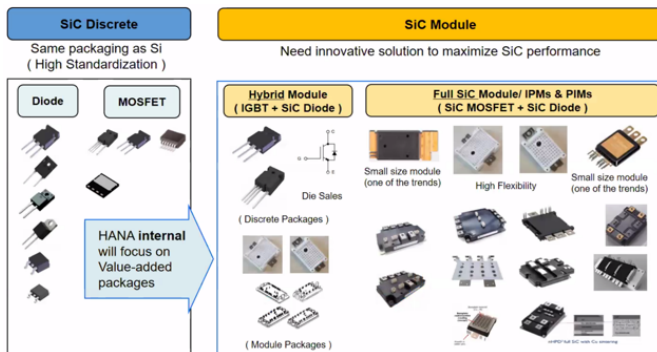 SiC Discrete
Same packaging as Si
( High Standardization )
Diode
MOSFET
HANA internal
will focus on
Value-added
packages
SiC Module
Need innovative solution to maximize SiC performance
Hybrid Module
( IGBT + SiC Diode )
Die Sales
( Discrete Packages )
( Module Packages )
Full SiC Module/ IPMs & PIMs
( SiC MOSFET + SiC Diode )
Small size module
(one of the trends)
High Flexibility
Small size module
(one of the trends)